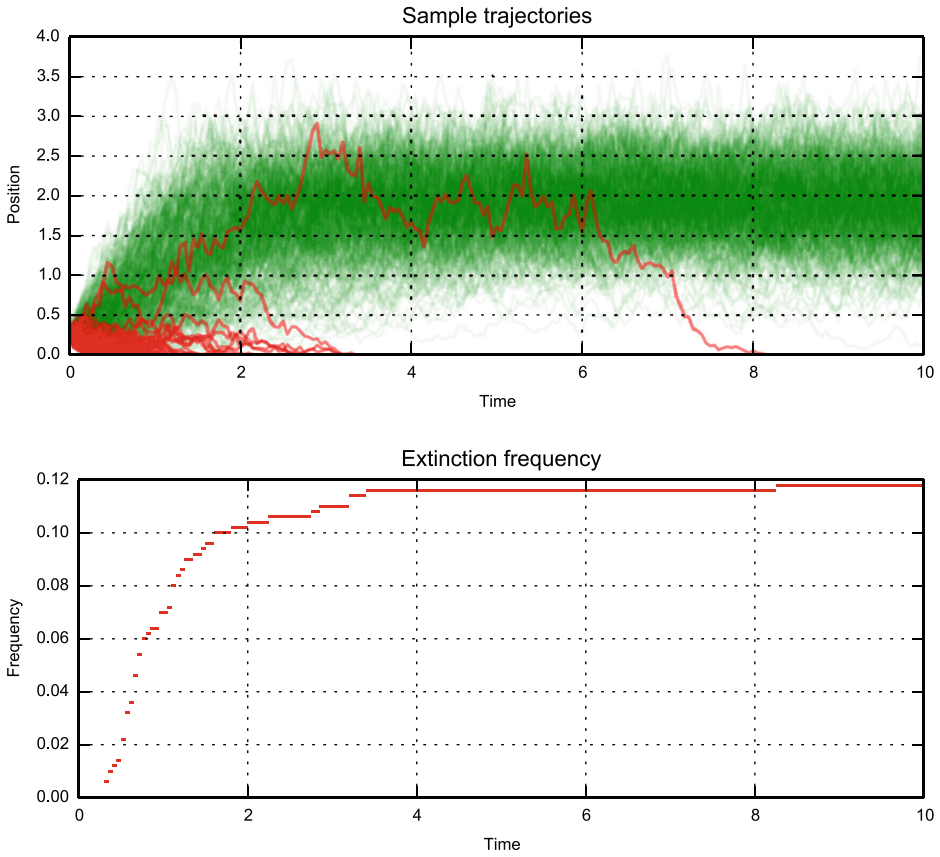 Sample trajectories
4.0
3.5
3.0
2.5
2.0
1.5
1.0
0.5
0.0
Position
0 2 4 6 8 10
Time
Extinction frequency
0.12
0.10
0.08
0.06
0.04
0.02
0.00
Frequency
0 2 4 6 8 10
Time